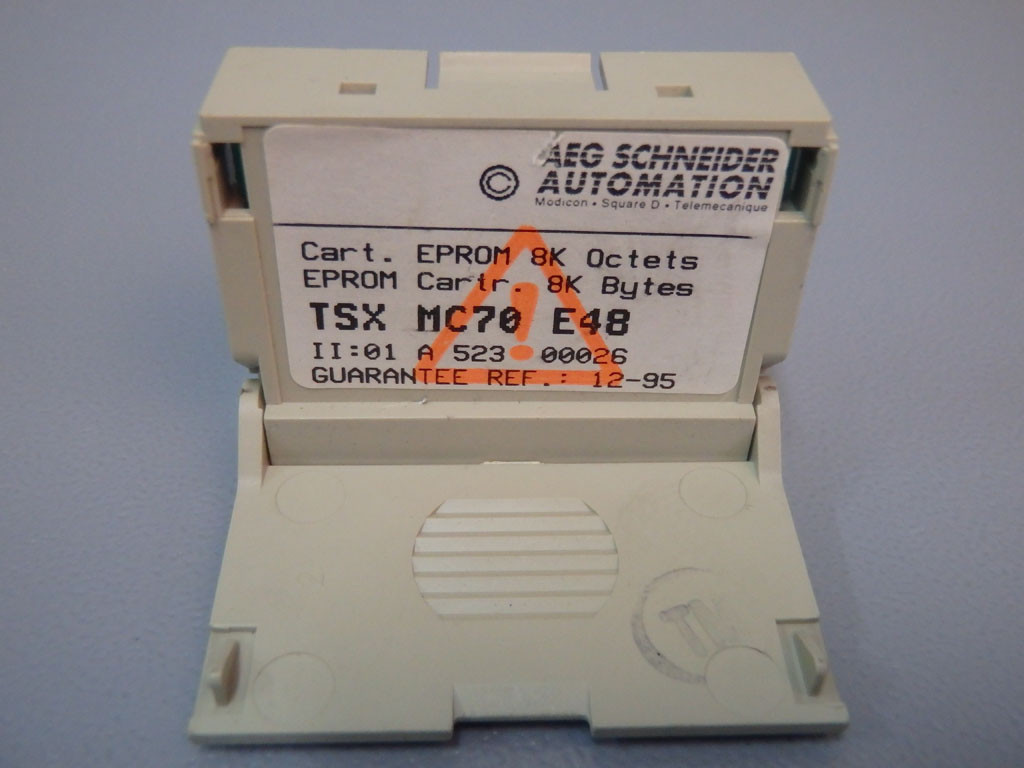 © AEG SCHNEIDER
AUTOMATION
Modicon • Square D • Telemecanique
Cart. EPROM 8K Octets
EPROM Cartr. 8K Bytes
TSX MC70 E48
II:01 A 523 00026
GUARANTEE REF.: 12-95